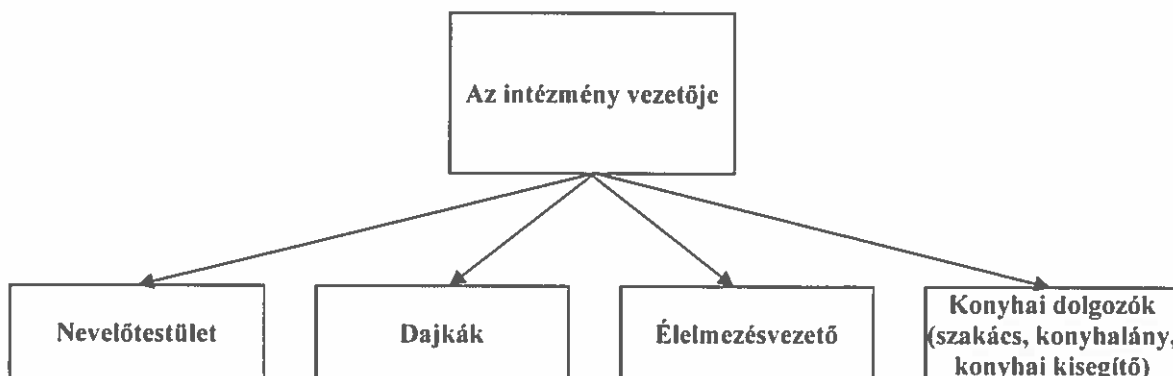 Az intézmény vezetője
Nevelőtestület
Dajkák
Élelmezésvezető
Konyhai dolgozók
(szakács, konyhalány,
konyhai kisegítő)